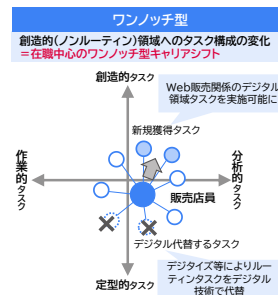 ワンノッチ型
創造的（ノンルーティン）領域へのタスク構成の変化
＝在職中心のワンノッチ型キャリアシフト
創造的タスク
Web販売関係のデジタル
領域タスクを実施可能に
新規獲得タスク
作業的タスク
分析的タスク
販売店員
デジタル代替するタスク
定型的タスク
デジタイズ等によりルー
ティンタスクをデジタル
技術で代替